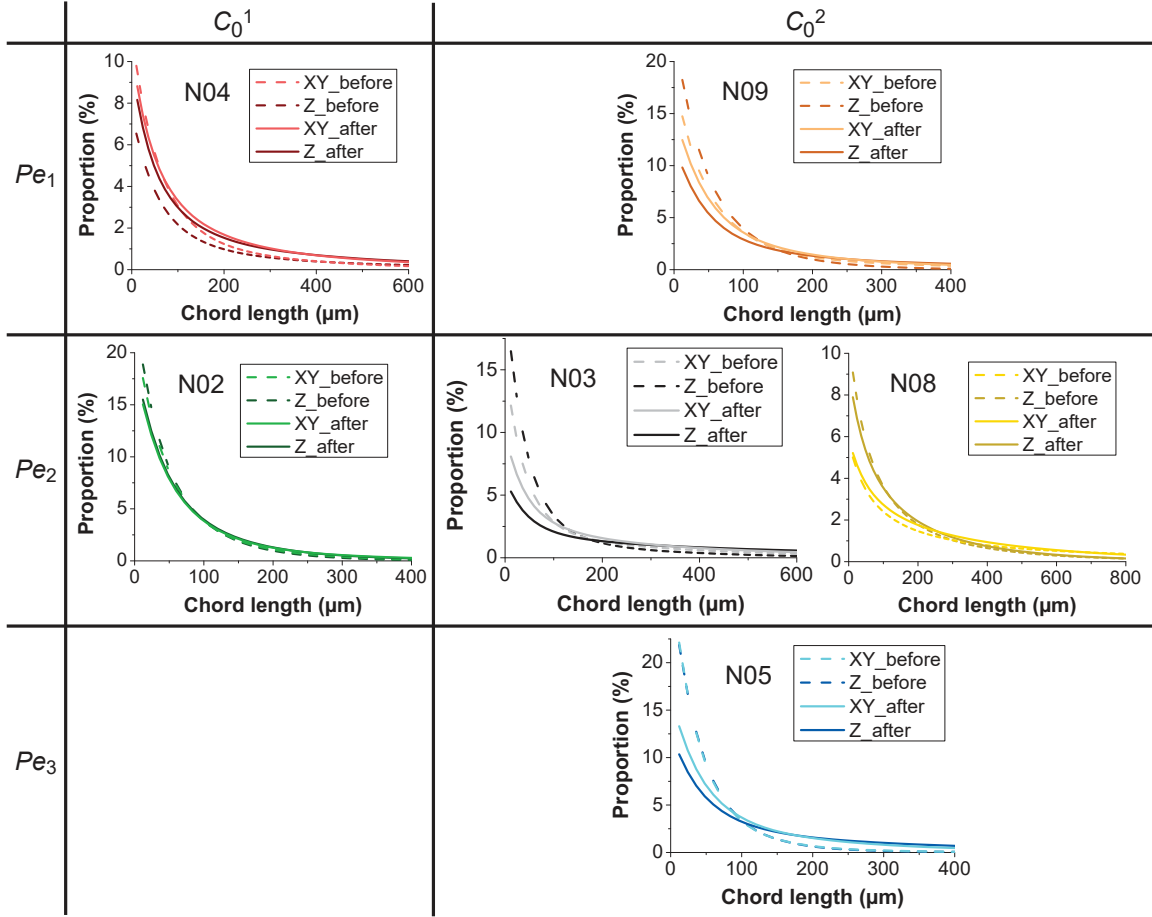 C₀¹ C₀²
Pe₁
N04
XY_before
Z_before
XY_after
Z_after
Proportion (%)
10
8
6
4
2
0
0 200 400 600
Chord length (µm)
N09
XY_before
Z_before
XY_after
Z_after
Proportion (%)
20
15
10
5
0
0 100 200 300 400
Chord length (µm)
Pe₂
N02
XY_before
Z_before
XY_after
Z_after
Proportion (%)
20
15
10
5
0
0 100 200 300 400
Chord length (µm)
N03
XY_before
Z_before
XY_after
Z_after
Proportion (%)
15
10
5
0
0 200 400 600
Chord length (µm)
N08
XY_before
Z_before
XY_after
Z_after
Proportion (%)
10
8
6
4
2
0
0 200 400 600 800
Chord length (µm)
Pe₃
N05
XY_before
Z_before
XY_after
Z_after
Proportion (%)
20
15
10
5
0
0 100 200 300 400
Chord length (µm)